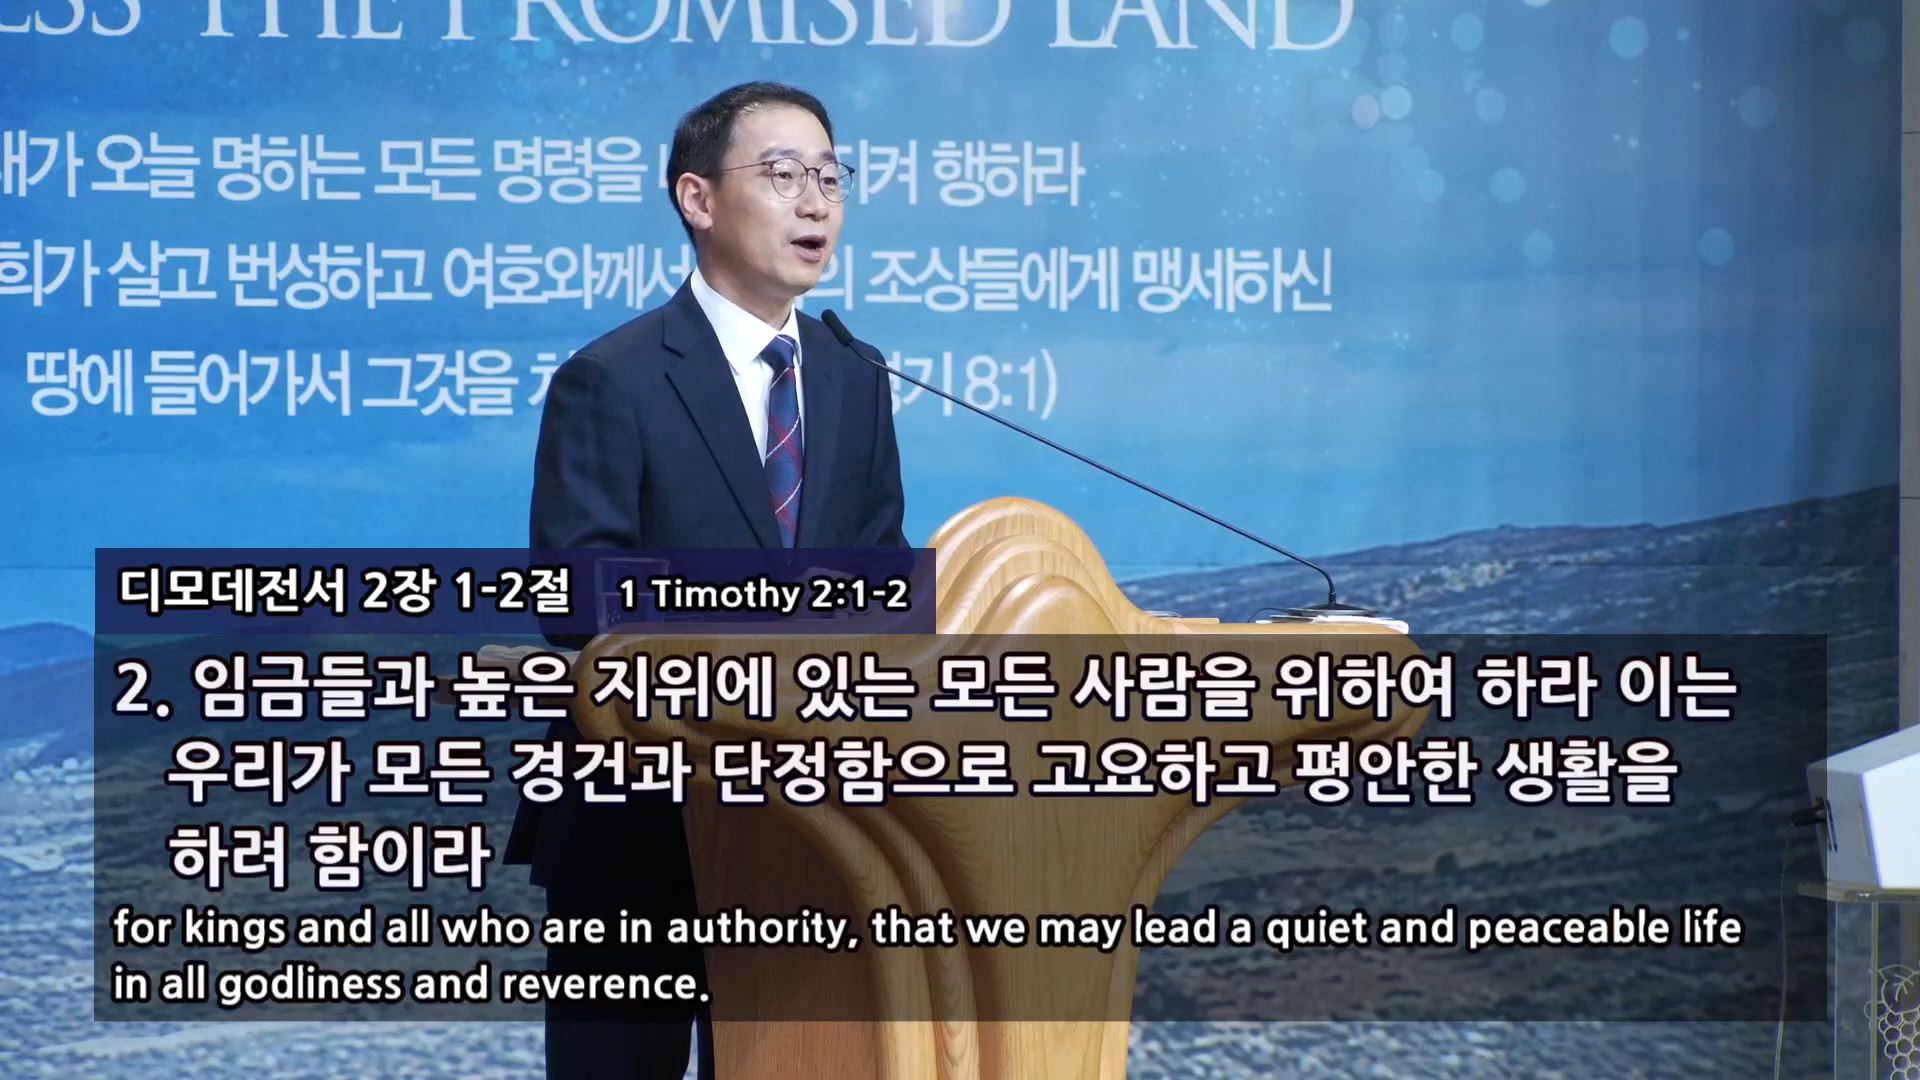 THE PROMISED LAND
내가 오늘 명하는 모든 명령을 지켜 행하라
희가 살고 번성하고 여호와께서 의 조상들에게 맹세하신
땅에 들어가서 그것을 8:1)
디모데전서 2장 1-2절 1 Timothy 2:1-2
2. 임금들과 높은 지위에 있는 모든 사람을 위하여 하라 이는
우리가 모든 경건과 단정함으로 고요하고 평안한 생활을
하려 함이라
for kings and all who are in authority, that we may lead a quiet and peaceable life
in all godliness and reverence.